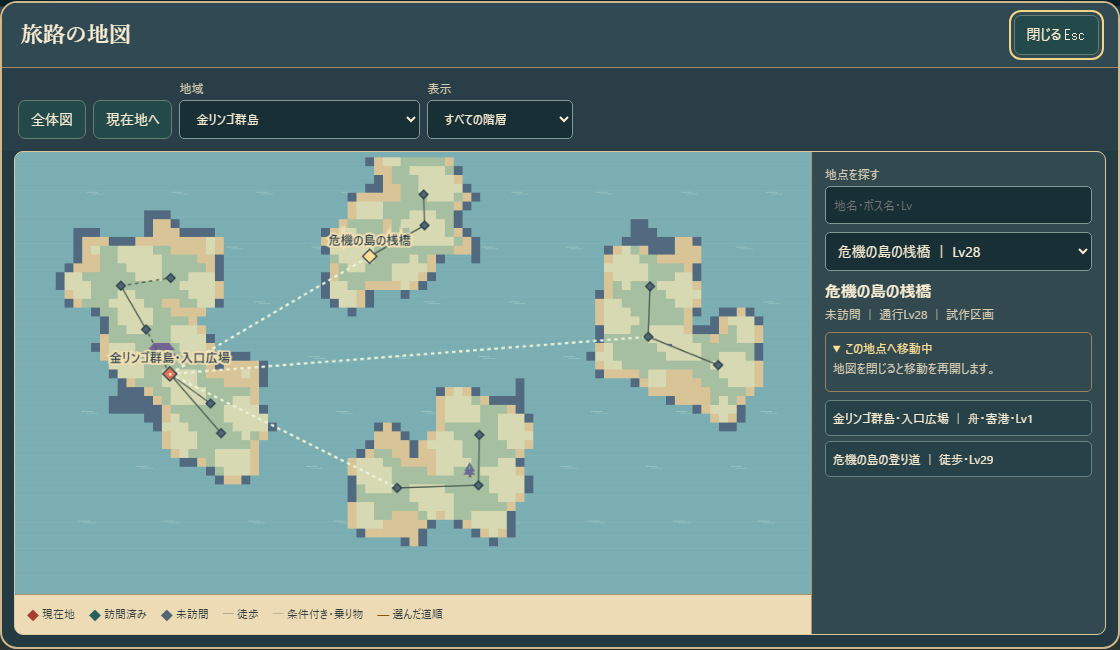 旅路の地図
閉じる Esc
全体図
現在地へ
地域
金リンゴ群島
表示
すべての階層
危機の島の桟橋
金リンゴ群島・入口広場
現在地
訪問済み
未訪問
徒歩
条件付き・乗り物
選んだ道順
地点を探す
地名・ボス名・Lv
危機の島の桟橋 | Lv28
危機の島の桟橋
未訪問 | 通行Lv28 | 試作区画
▼ この地点へ移動中
地図を閉じると移動を再開します。
金リンゴ群島・入口広場 | 舟・寄港・Lv1
危機の島の登り道 | 徒歩・Lv29